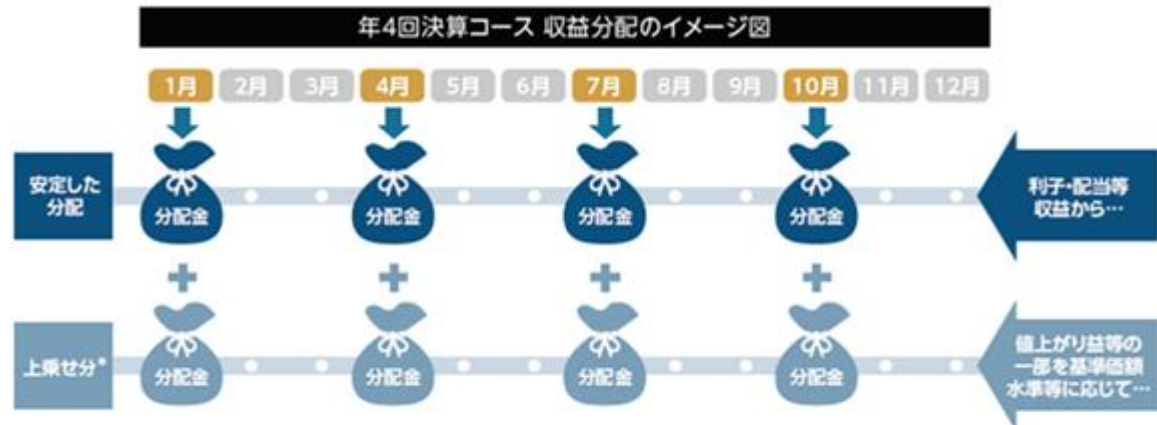 年4回決算コース 収益分配のイメージ図
1月 2月 3月 4月 5月 6月 7月 8月 9月 10月 11月 12月
安定した
分配
分配金 分配金 分配金 分配金
利子・配当等
収益から…
+ + + +
上乗せ分*
分配金 分配金 分配金 分配金
値上がり益等の
一部を基準価額
水準等に応じて…